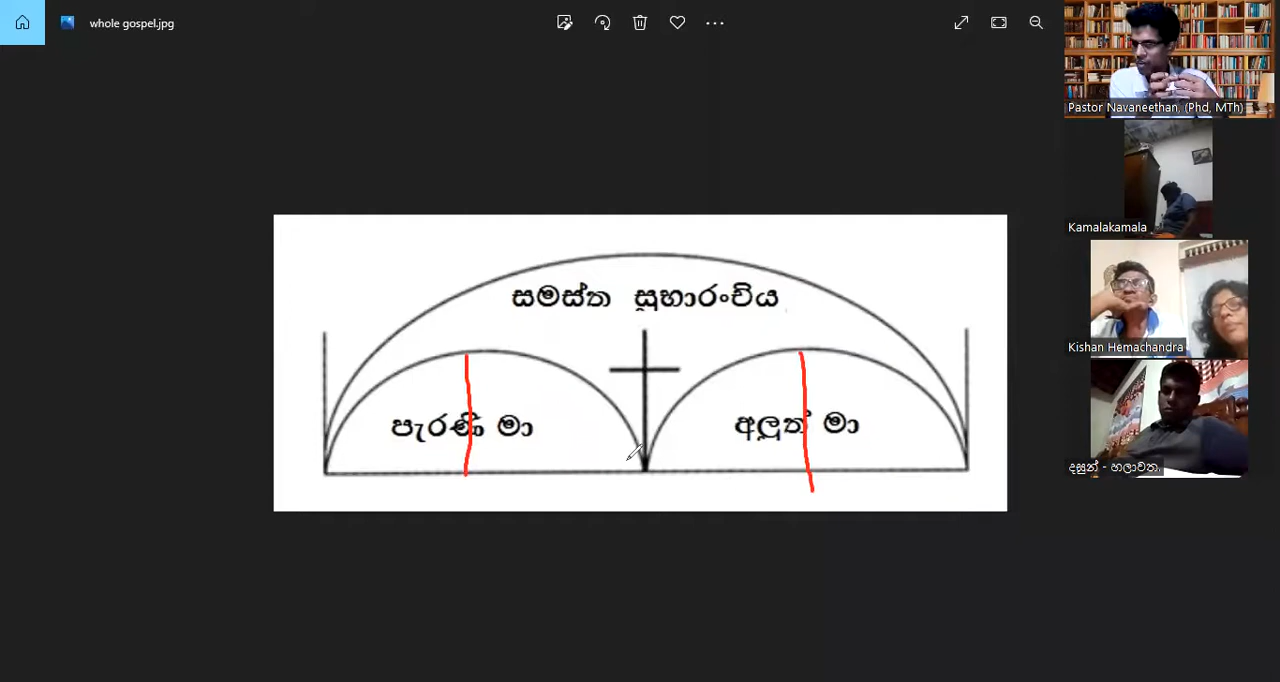 whole gospel.jpg
Pastor Navaneethan, (Phd, MTh)
Kamalakamala
Kishan Hemachandra
දසුන් - හලාවත.
සමස්ත සුභාරංචිය
පැරණි මා
අලුත් මා